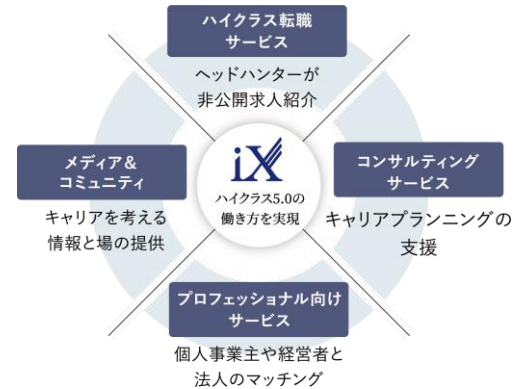 ハイクラス転職
サービス
ヘッドハンターが
非公開求人紹介
メディア＆
コミュニティ
キャリアを考える
情報と場の提供
iX
ハイクラス5.0の
働き方を実現
コンサルティング
サービス
キャリアプランニングの
支援
プロフェッショナル向け
サービス
個人事業主や経営者と
法人のマッチング